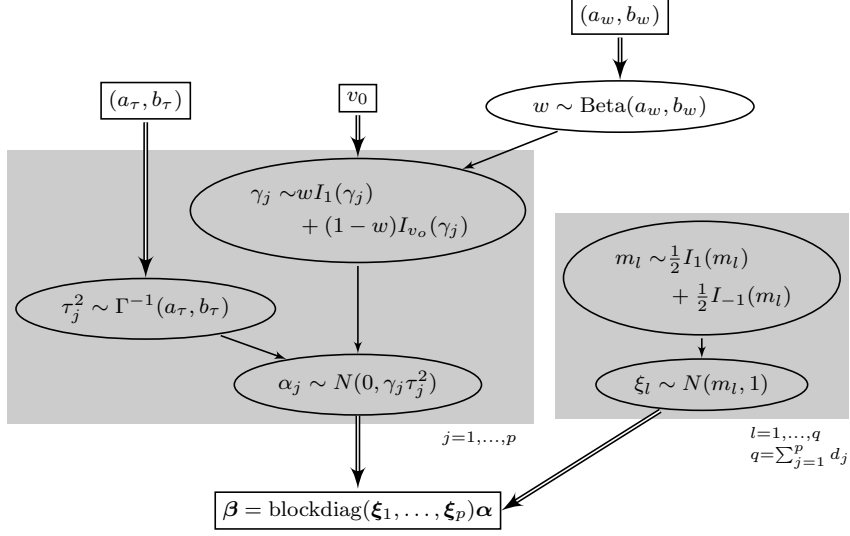 (a_w, b_w)
(a_τ, b_τ)
v_0
w ∼ Beta(a_w, b_w)
γ_j ∼ wI_1(γ_j)
+ (1 − w)I_{v_o}(γ_j)
m_l ∼ ½I_1(m_l)
+ ½I_{−1}(m_l)
τ_j^2 ∼ Γ^{−1}(a_τ, b_τ)
α_j ∼ N(0, γ_jτ_j^2)
ξ_l ∼ N(m_l, 1)
j=1,...,p
l=1,...,q
q=∑_{j=1}^p d_j
β = blockdiag(ξ_1, . . . , ξ_p)α